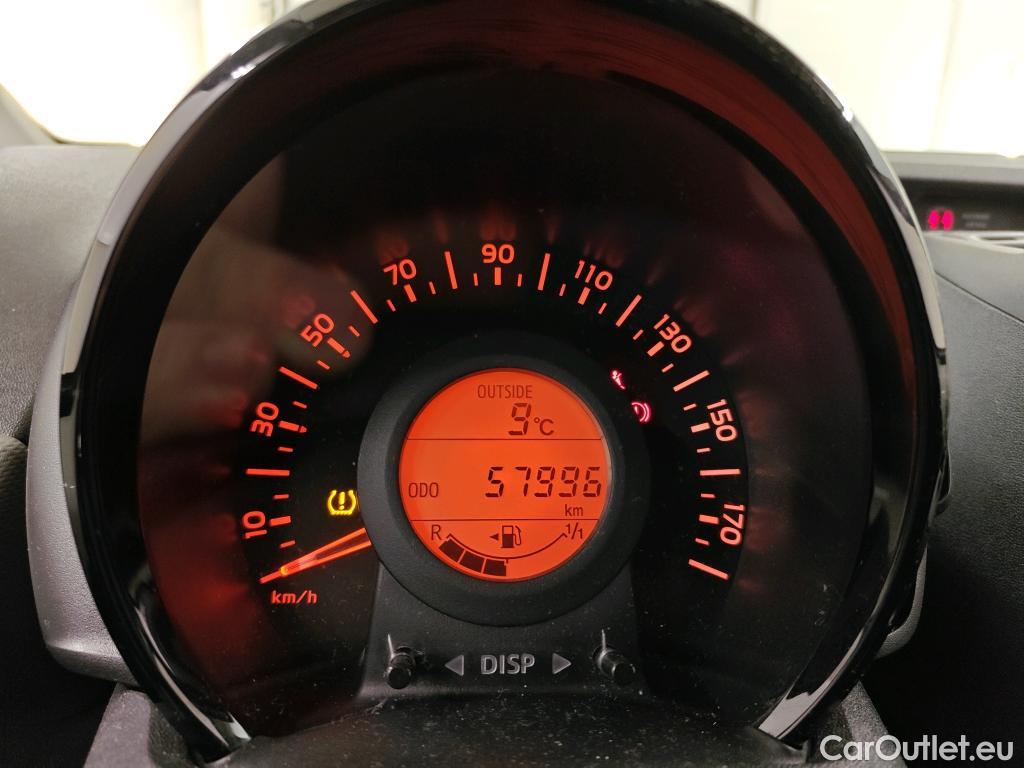 10
30
50
70
90
110
130
150
170
km/h
OUTSIDE
9 °C
ODO 57996
km
R 1/1
DISP
CarOutlet.eu